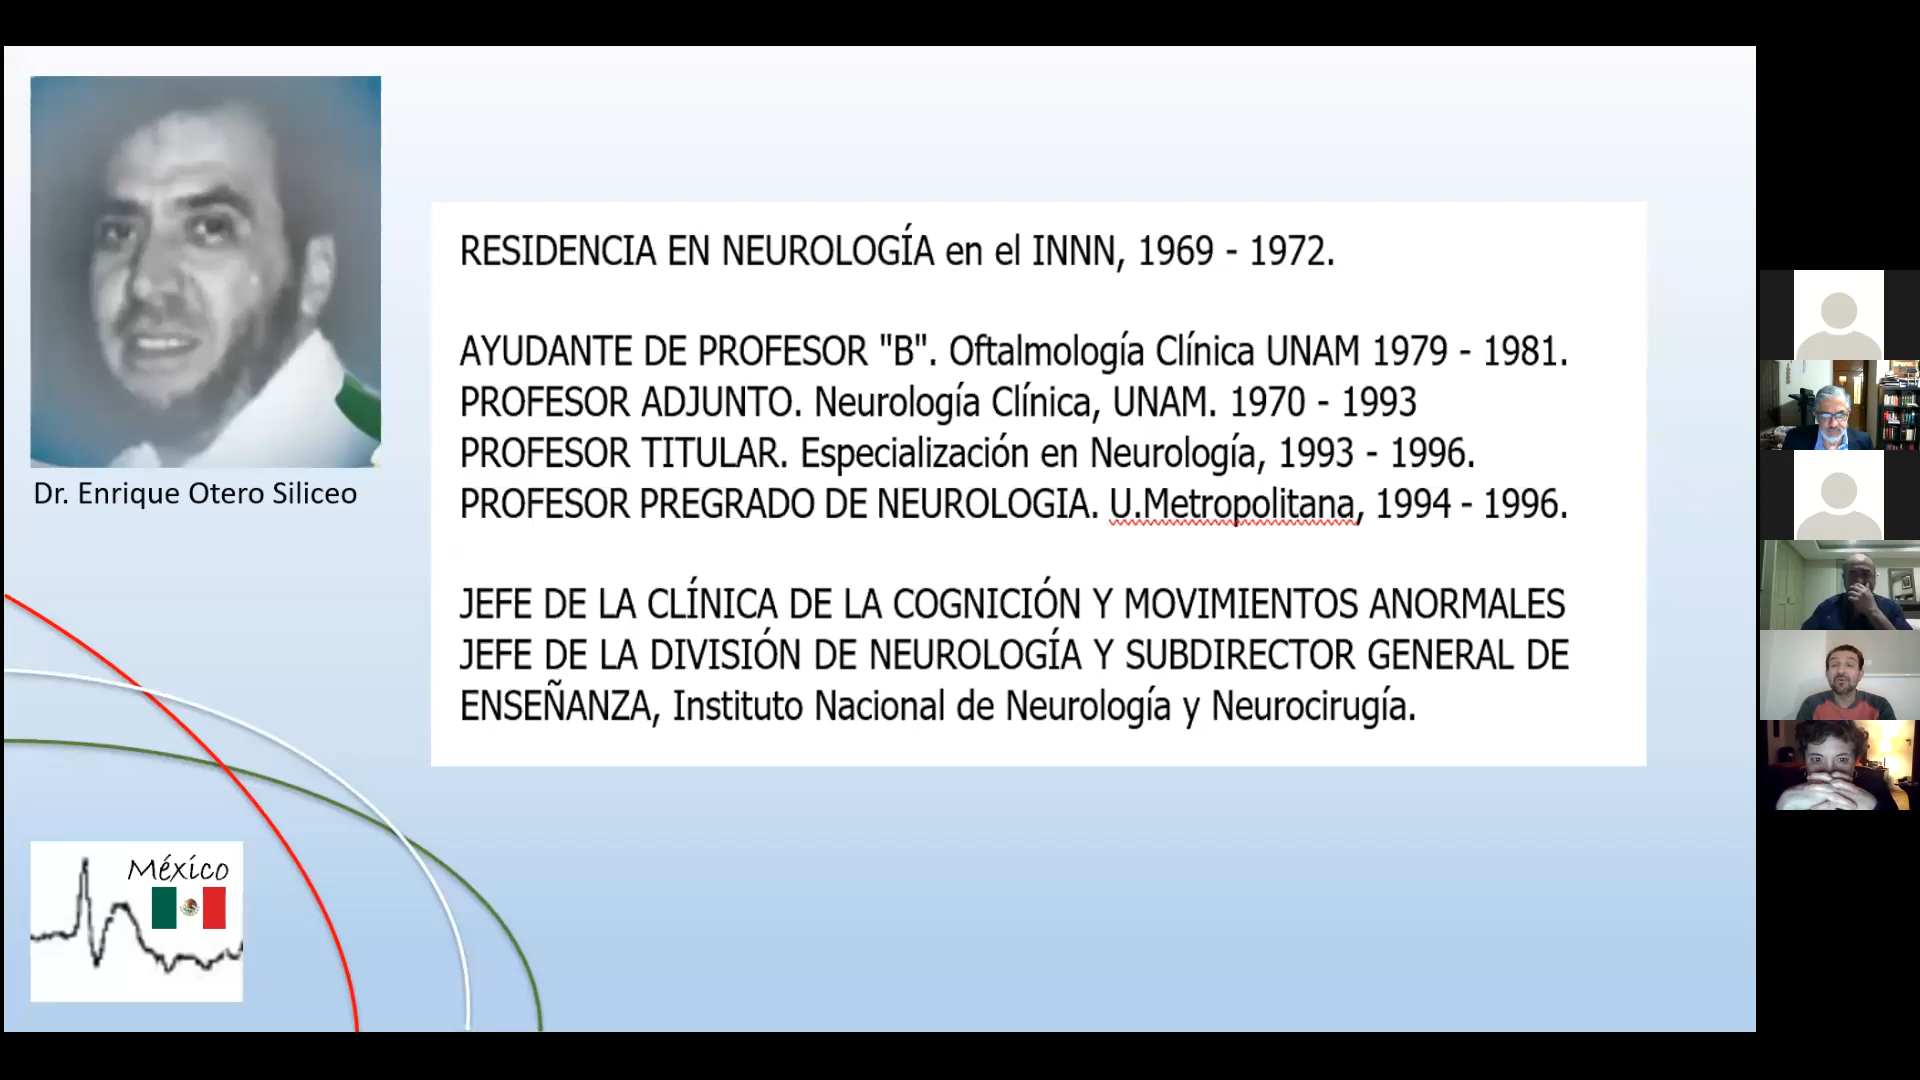 Dr. Enrique Otero Siliceo
RESIDENCIA EN NEUROLOGÍA en el INNN, 1969 - 1972.
AYUDANTE DE PROFESOR "B". Oftalmología Clínica UNAM 1979 - 1981.
PROFESOR ADJUNTO. Neurología Clínica, UNAM. 1970 - 1993
PROFESOR TITULAR. Especialización en Neurología, 1993 - 1996.
PROFESOR PREGRADO DE NEUROLOGIA. U.Metropolitana, 1994 - 1996.
JEFE DE LA CLÍNICA DE LA COGNICIÓN Y MOVIMIENTOS ANORMALES
JEFE DE LA DIVISIÓN DE NEUROLOGÍA Y SUBDIRECTOR GENERAL DE
ENSEÑANZA, Instituto Nacional de Neurología y Neurocirugía.
México